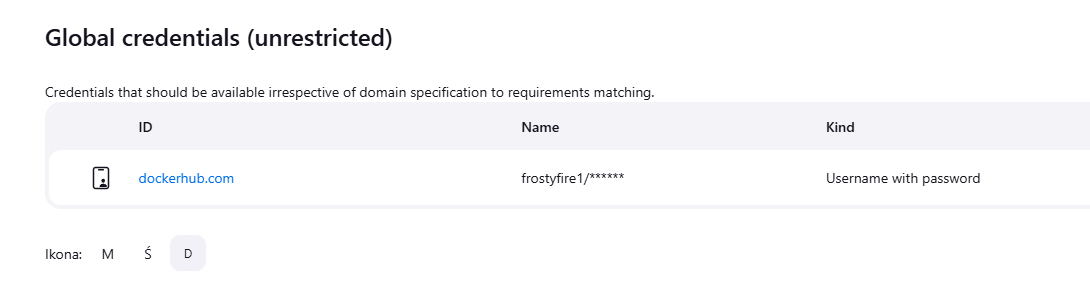 Global credentials (unrestricted)
Credentials that should be available irrespective of domain specification to requirements matching.
ID Name Kind
dockerhub.com frostyfire1/****** Username with password
Ikona: M Ś D